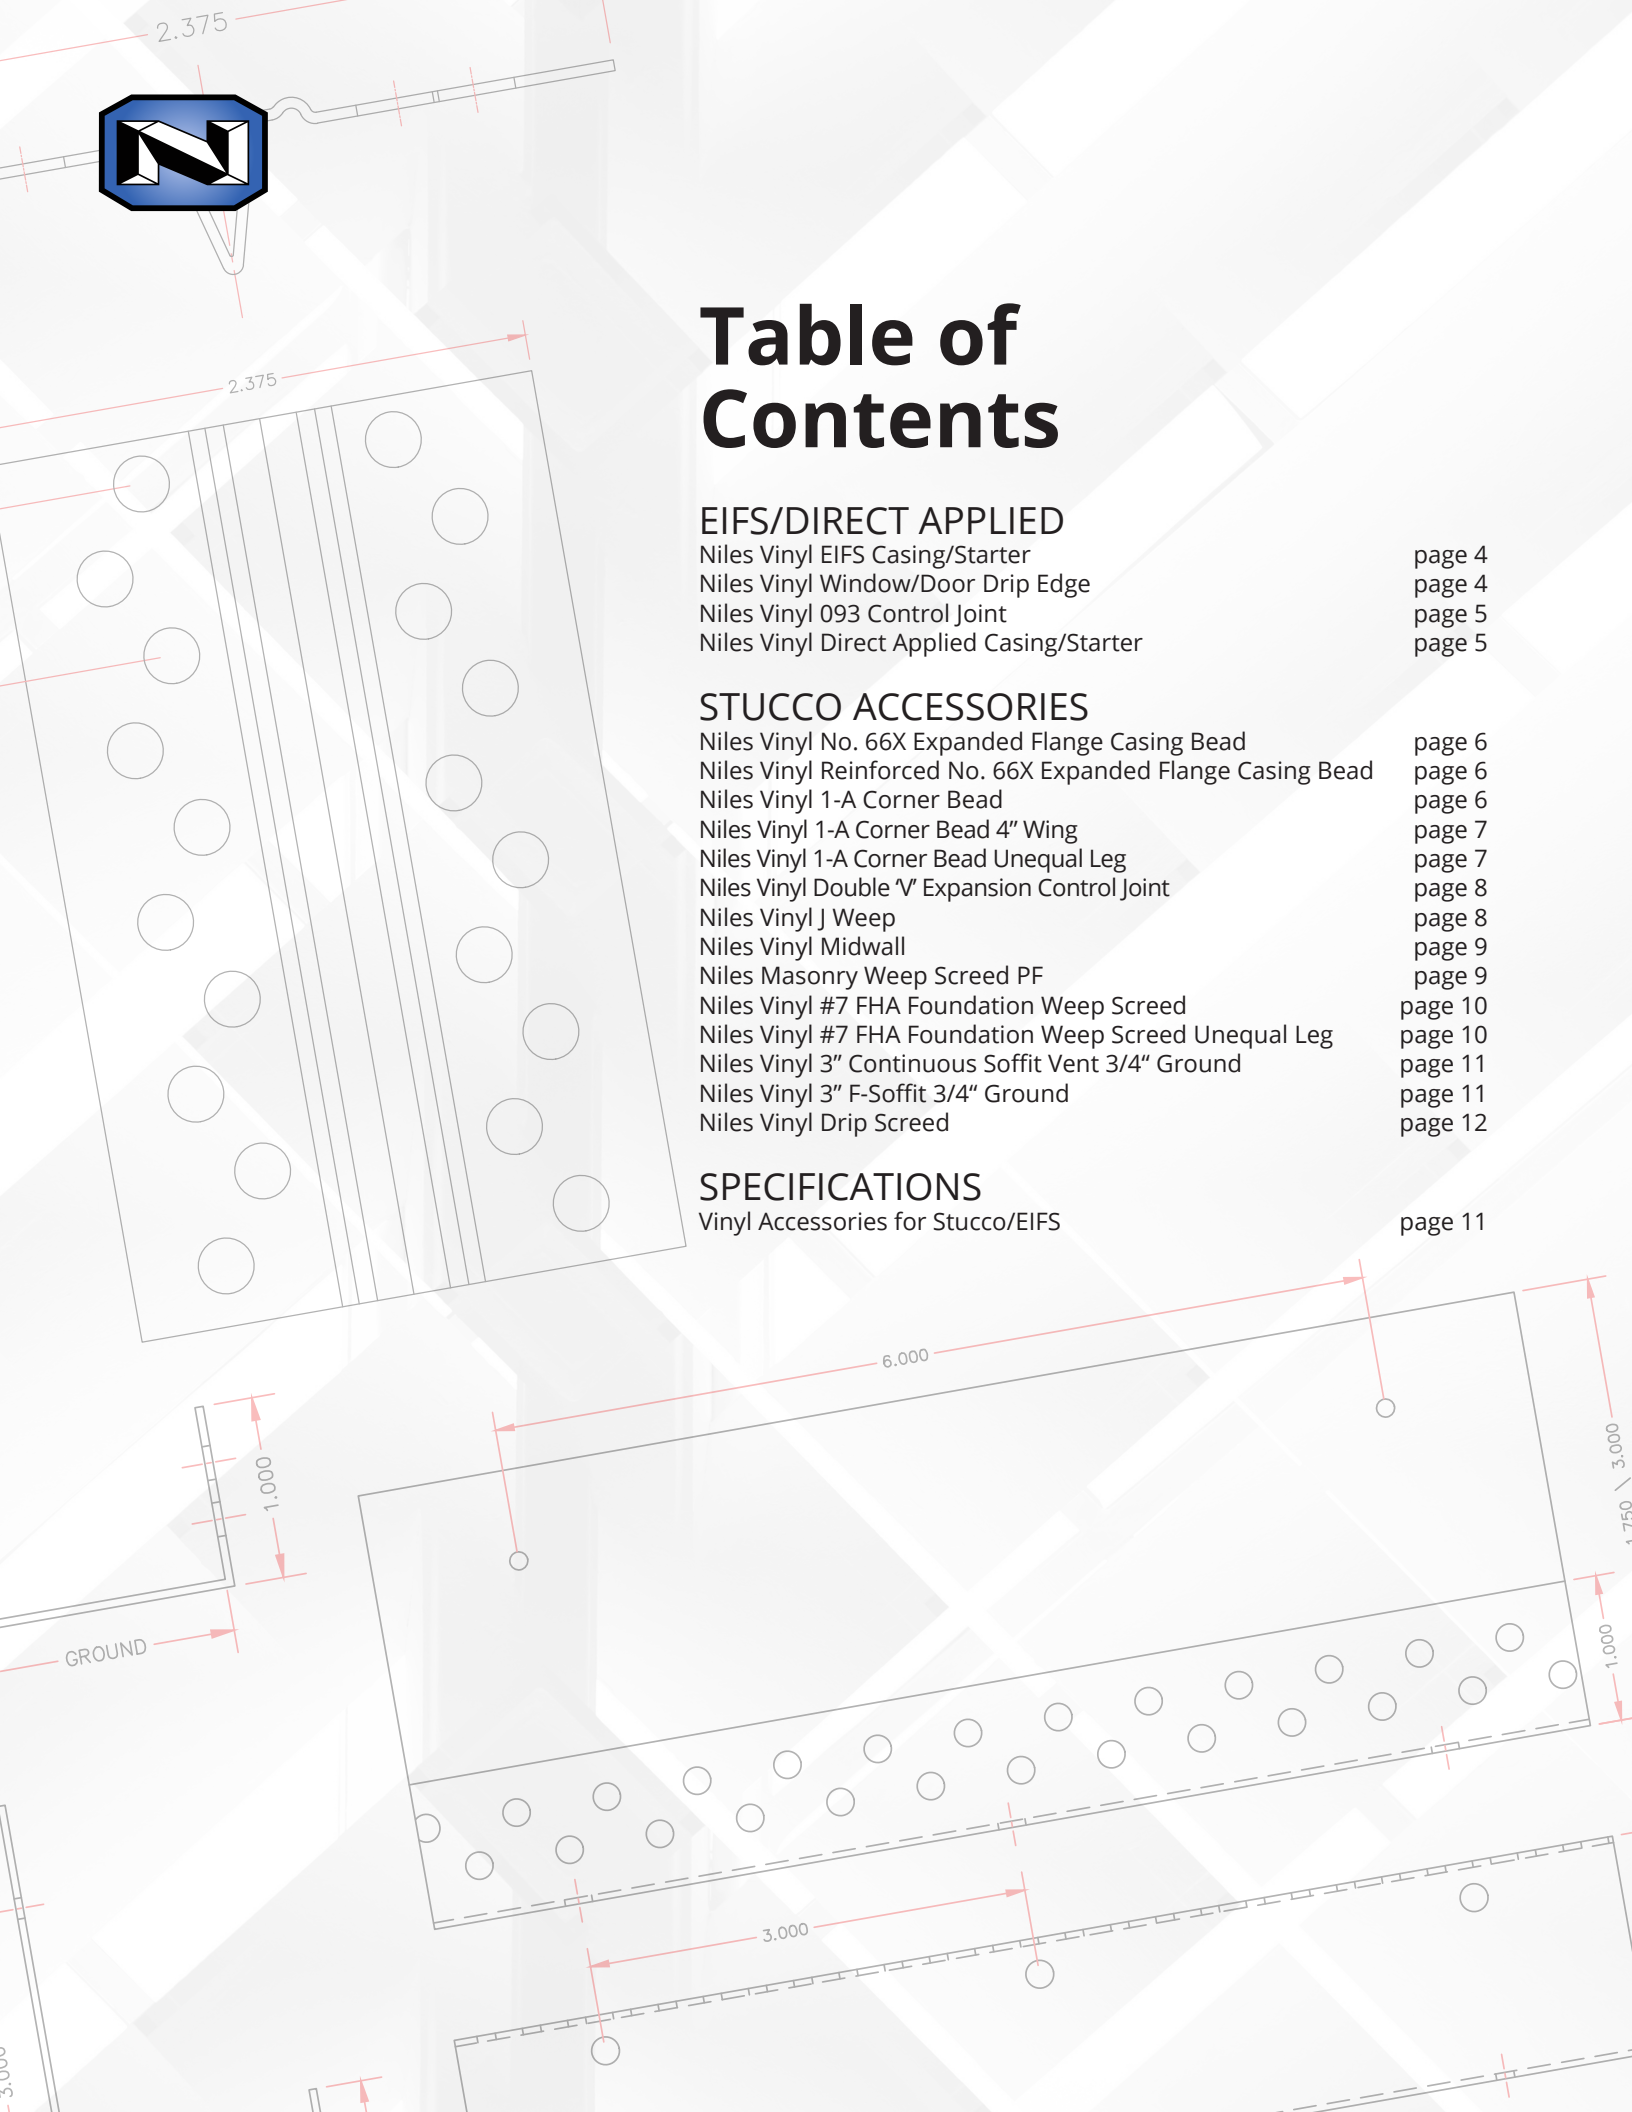 2.375
N
2.375
Table of
Contents
EIFS/DIRECT APPLIED
Niles Vinyl EIFS Casing/Starter page 4
Niles Vinyl Window/Door Drip Edge page 4
Niles Vinyl 093 Control Joint page 5
Niles Vinyl Direct Applied Casing/Starter page 5
STUCCO ACCESSORIES
Niles Vinyl No. 66X Expanded Flange Casing Bead page 6
Niles Vinyl Reinforced No. 66X Expanded Flange Casing Bead page 6
Niles Vinyl 1-A Corner Bead page 6
Niles Vinyl 1-A Corner Bead 4” Wing page 7
Niles Vinyl 1-A Corner Bead Unequal Leg page 7
Niles Vinyl Double ‘V’ Expansion Control Joint page 8
Niles Vinyl J Weep page 8
Niles Vinyl Midwall page 9
Niles Masonry Weep Screed PF page 9
Niles Vinyl #7 FHA Foundation Weep Screed page 10
Niles Vinyl #7 FHA Foundation Weep Screed Unequal Leg page 10
Niles Vinyl 3” Continuous Soffit Vent 3/4“ Ground page 11
Niles Vinyl 3” F-Soffit 3/4“ Ground page 11
Niles Vinyl Drip Screed page 12
SPECIFICATIONS
Vinyl Accessories for Stucco/EIFS page 11
6.000
1.000
1.750 \ 3.000
GROUND
1.000
3.000
3.000